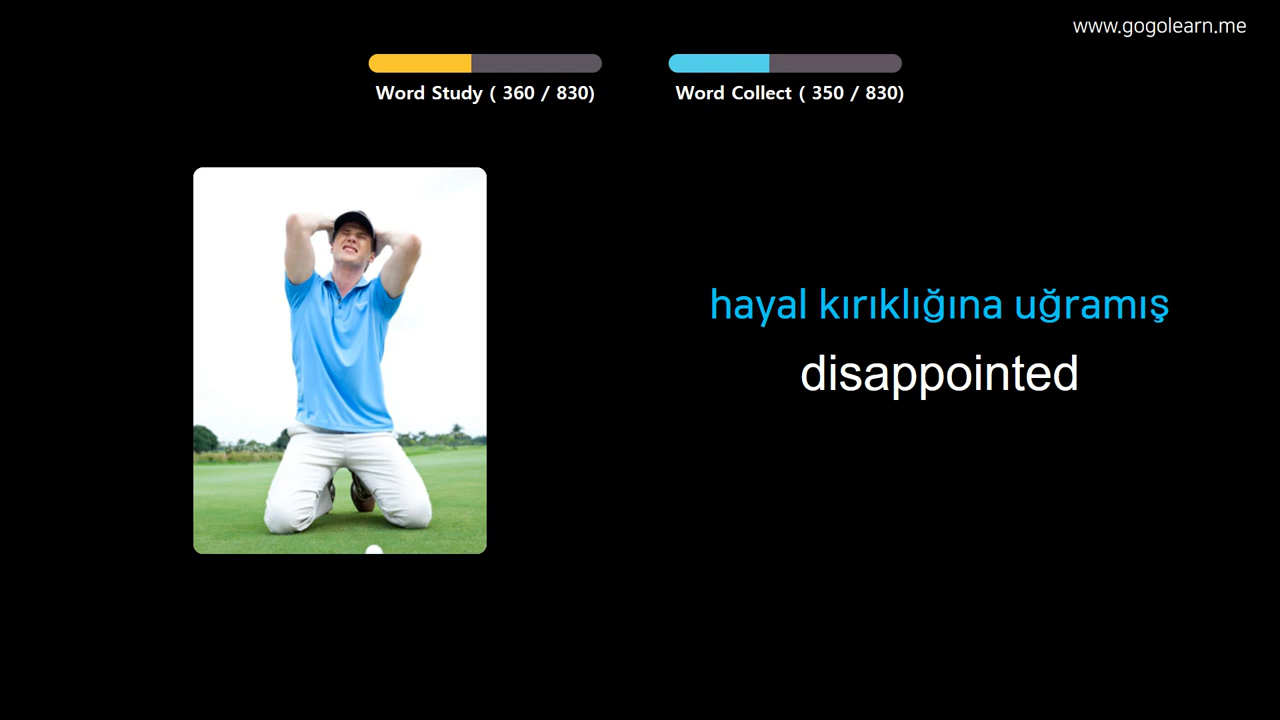 www.gogolearn.me
Word Study ( 360 / 830)
Word Collect ( 350 / 830)
hayal kırıklığına uğramış
disappointed